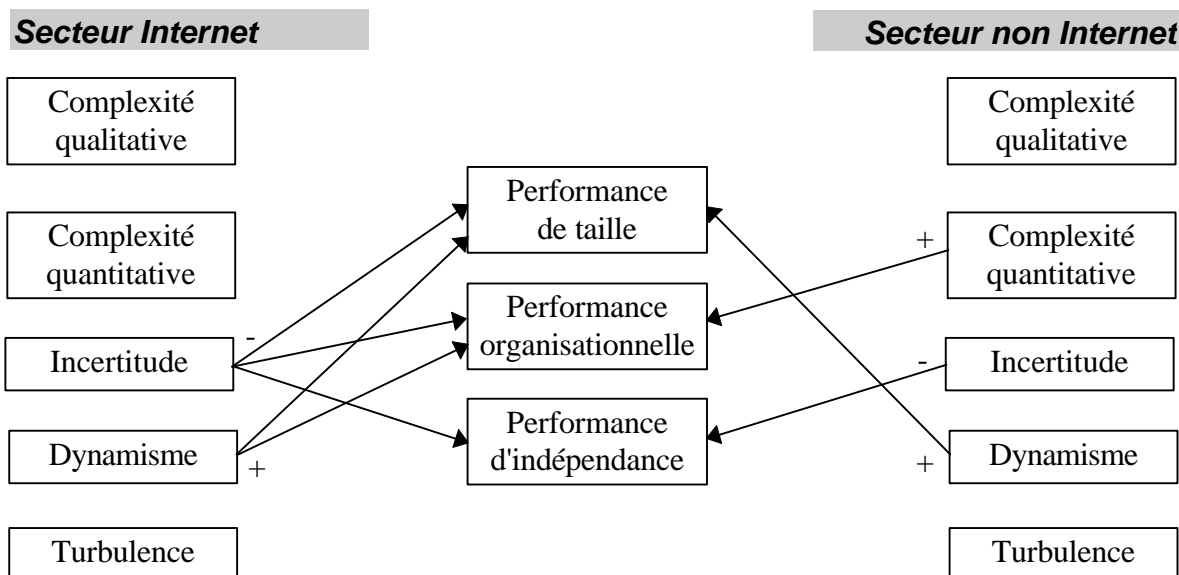 Secteur Internet
Secteur non Internet
Complexité
qualitative
Complexité
quantitative
-
Incertitude
Dynamisme
+
Turbulence
Performance
de taille
Performance
organisationnelle
Performance
d'indépendance
Complexité
qualitative
+
Complexité
quantitative
-
Incertitude
+
Dynamisme
Turbulence